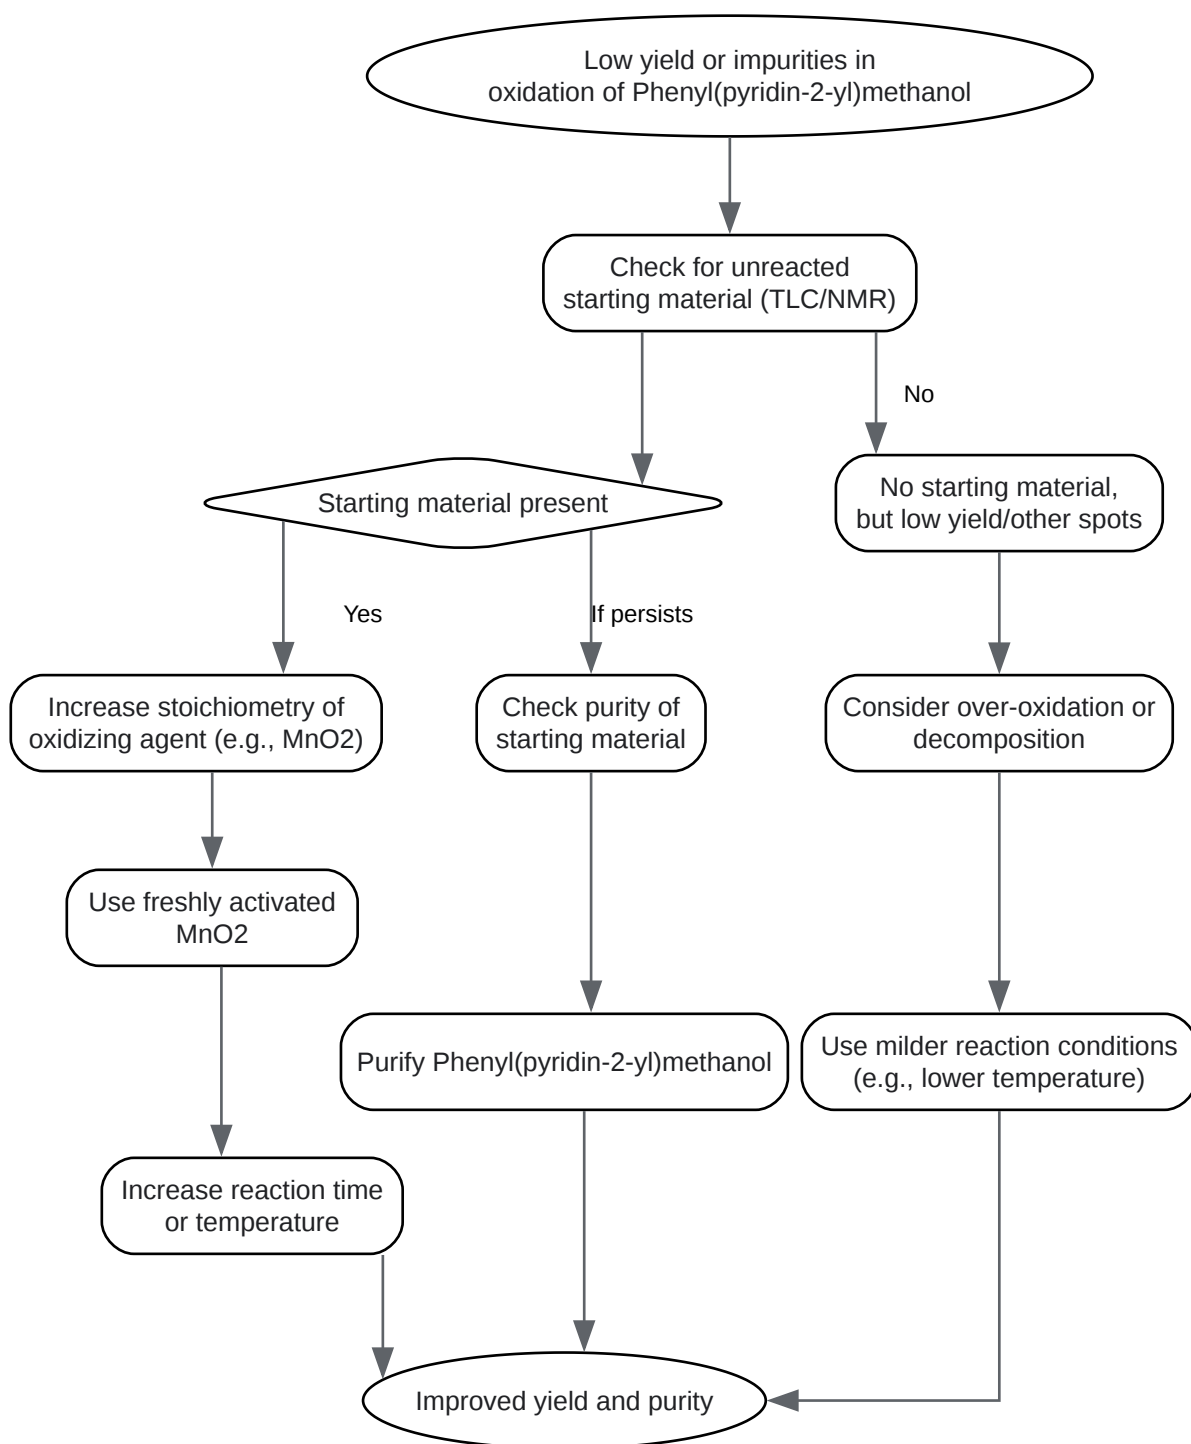 Low yield or impurities in
oxidation of Phenyl(pyridin-2-yl)methanol
Check for unreacted
starting material (TLC/NMR)
No
Starting material present
No starting material,
but low yield/other spots
Yes
If persists
Increase stoichiometry of
oxidizing agent (e.g., MnO2)
Check purity of
starting material
Consider over-oxidation or
decomposition
Use freshly activated
MnO2
Purify Phenyl(pyridin-2-yl)methanol
Use milder reaction conditions
(e.g., lower temperature)
Increase reaction time
or temperature
Improved yield and purity